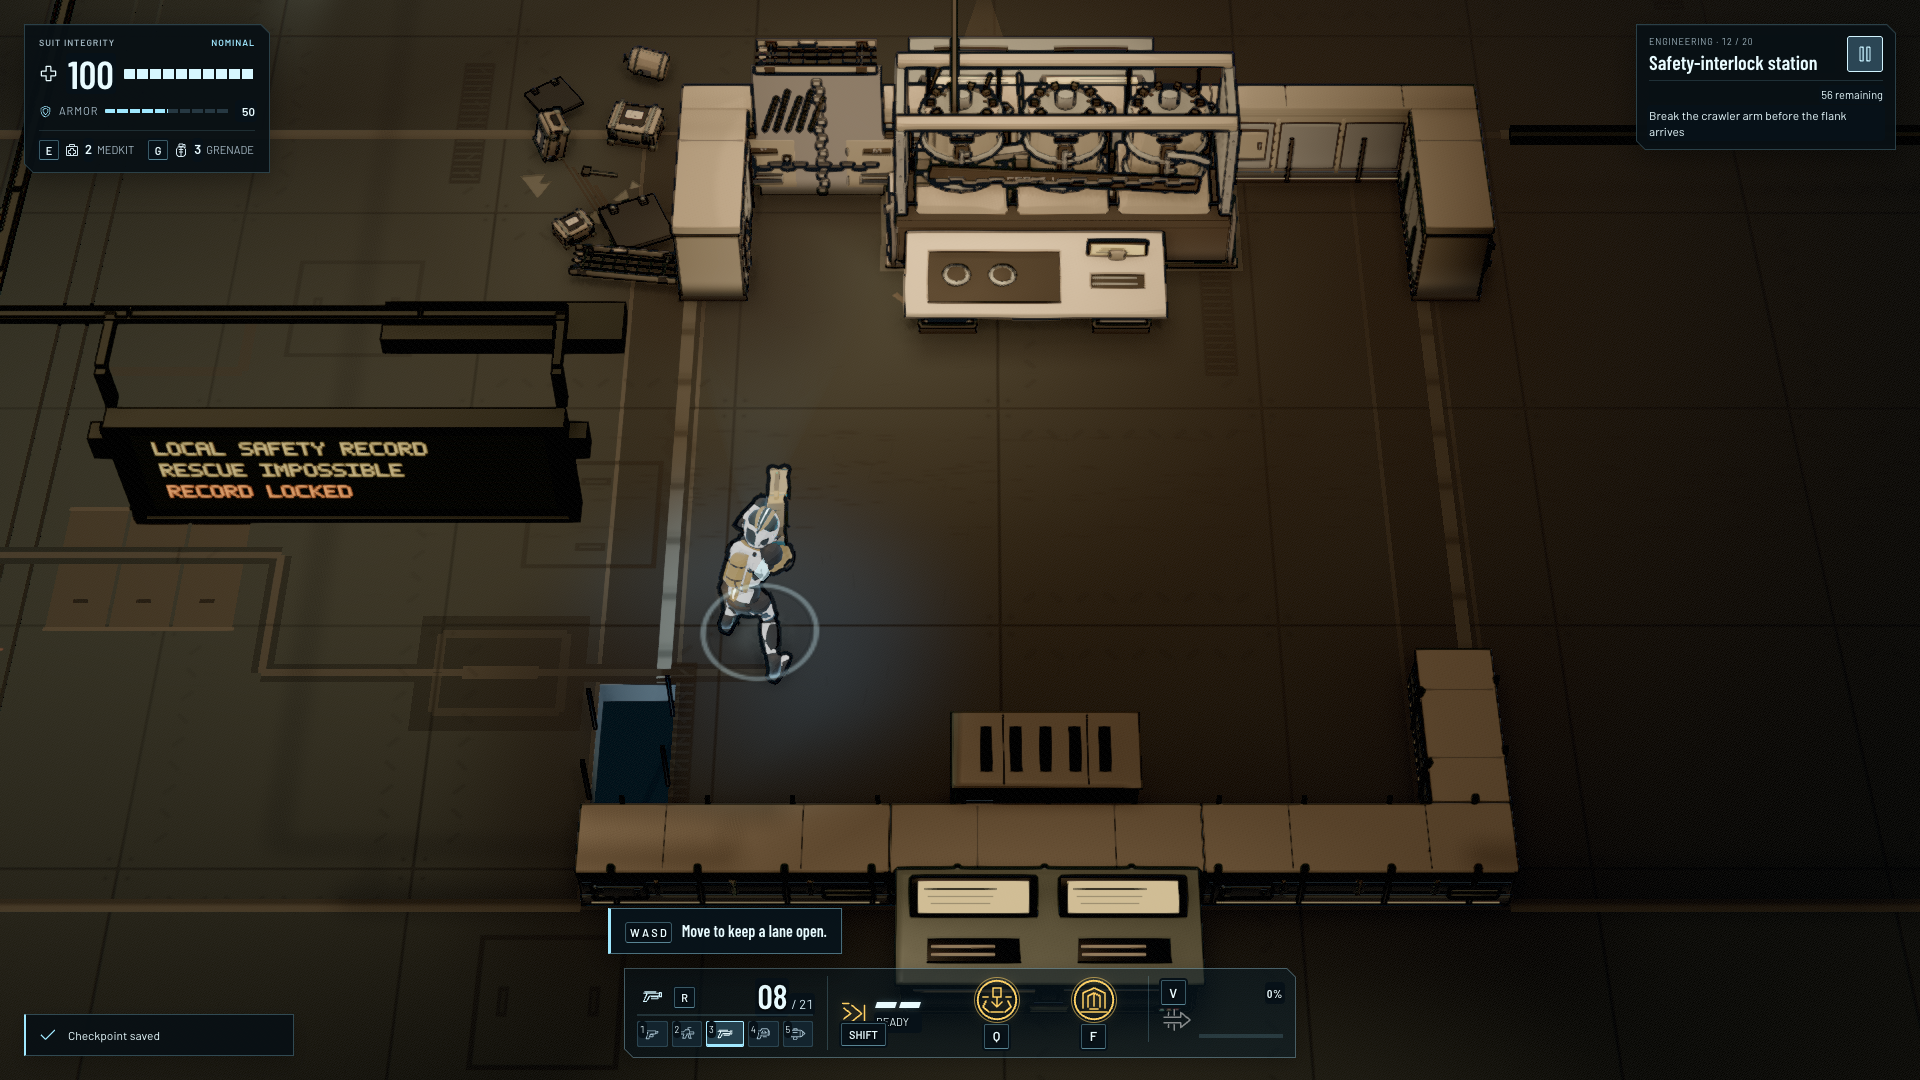 SUIT INTEGRITY NOMINAL
100
ARMOR 50
E 2 MEDKIT G 3 GRENADE
ENGINEERING - 12 / 20
Safety-interlock station
56 remaining
Break the crawler arm before the flank
arrives
LOCAL SAFETY RECORD
RESCUE IMPOSSIBLE
RECORD LOCKED
WASD Move to keep a lane open.
R 08 / 21
1 2 3 4 5
SHIFT
Q
F
V 0%
Checkpoint saved